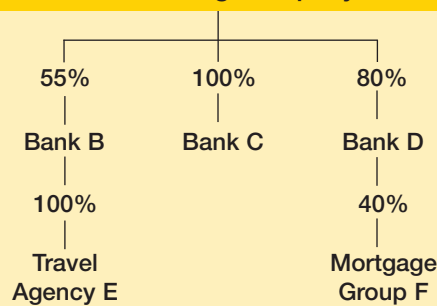 55%
100%
80%
Bank B
Bank C
Bank D
100%
40%
Travel
Agency E
Mortgage
Group F